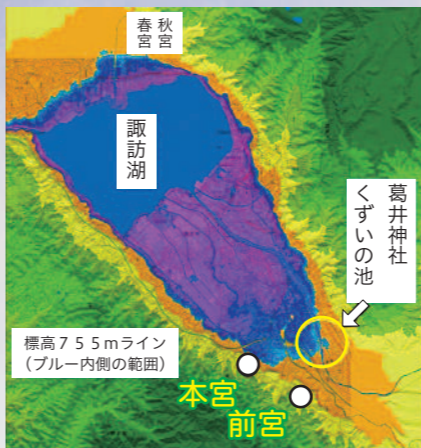 春宮
秋宮
諏訪湖
葛井神社
くずいの池
標高７５５mライン
（ブルー内側の範囲）
本宮
前宮